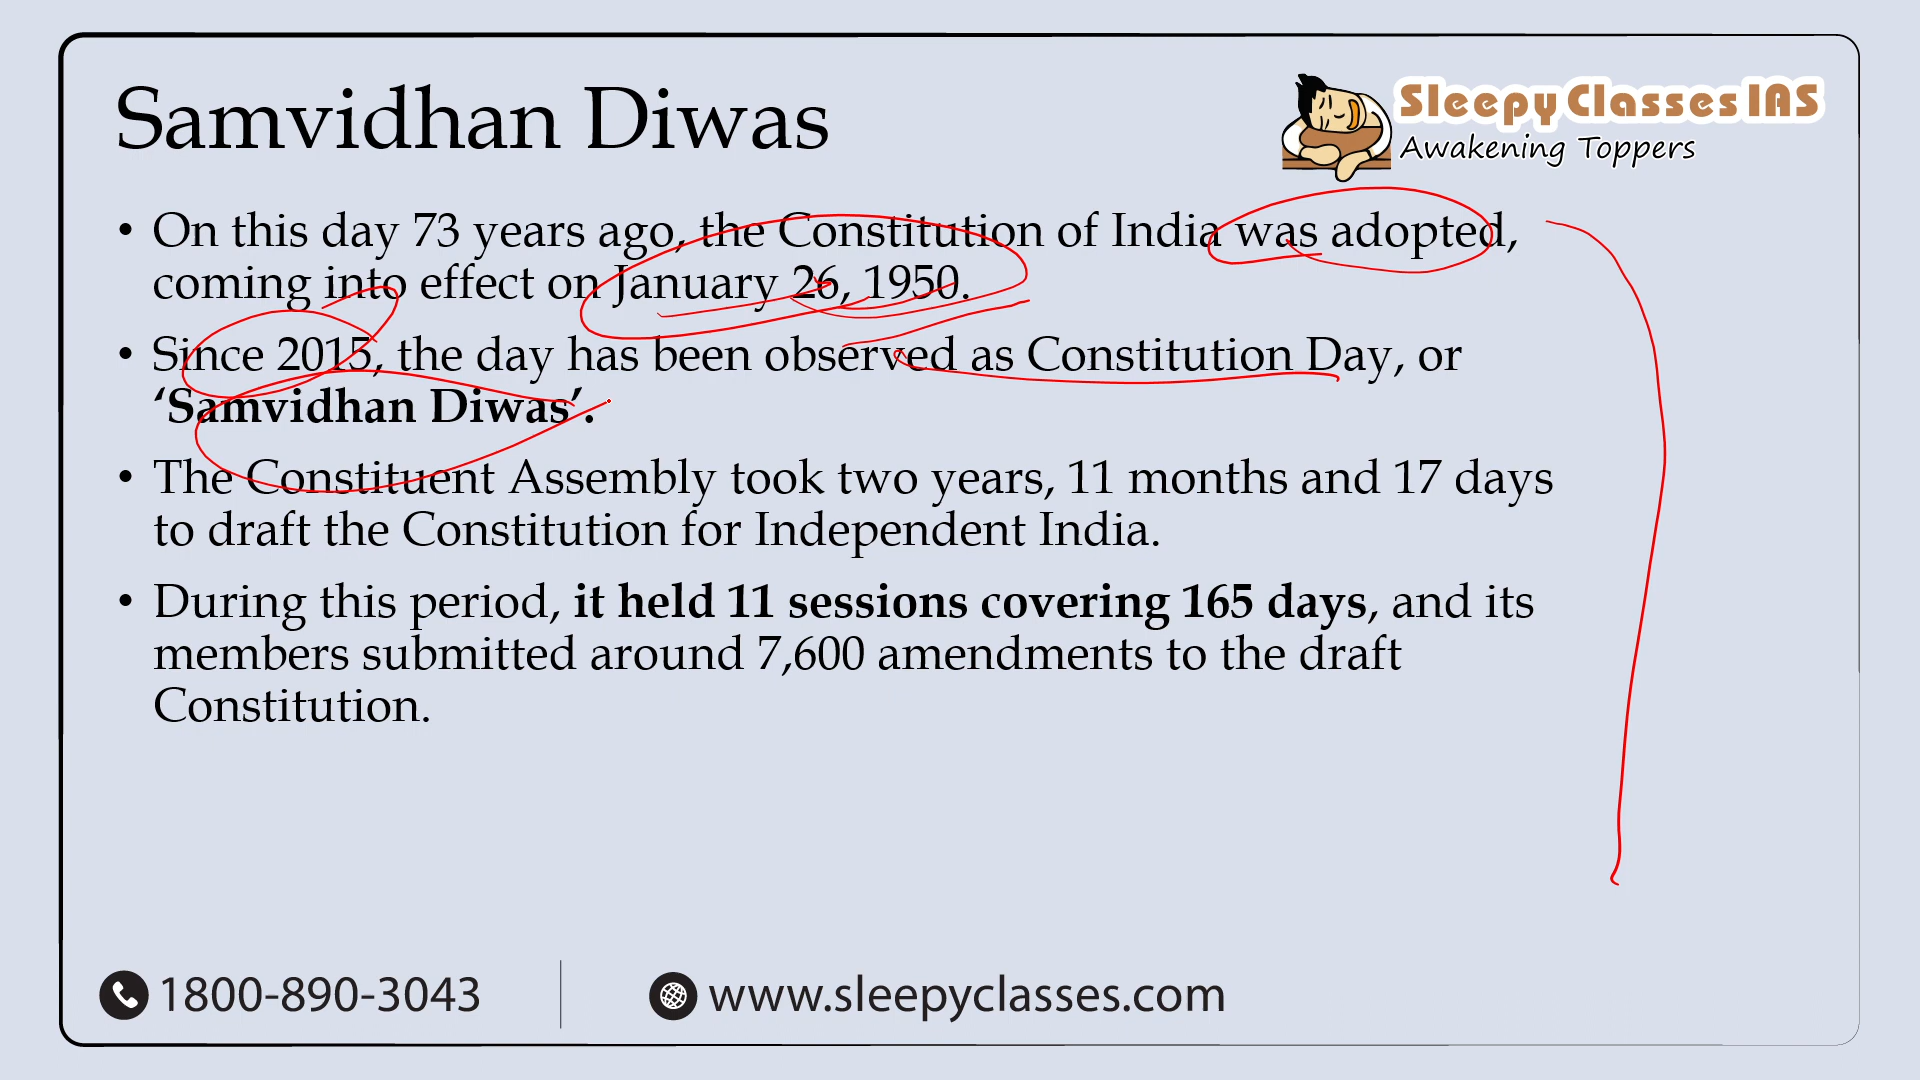 Samvidhan Diwas
Sleepy Classes IAS
Awakening Toppers
• On this day 73 years ago, the Constitution of India was adopted,
coming into effect on January 26, 1950.
• Since 2015, the day has been observed as Constitution Day, or
‘Samvidhan Diwas’.
• The Constituent Assembly took two years, 11 months and 17 days
to draft the Constitution for Independent India.
• During this period, it held 11 sessions covering 165 days, and its
members submitted around 7,600 amendments to the draft
Constitution.
1800-890-3043
www.sleepyclasses.com